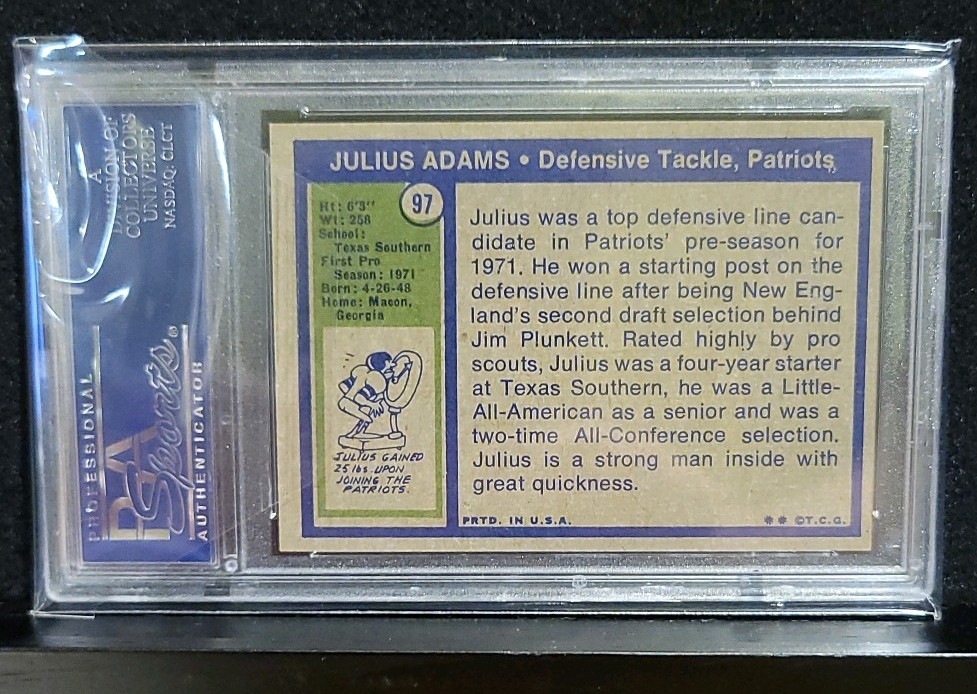 A
DIVISION OF
COLLECTORS
UNIVERSE
NASDAQ: CLCT
PROFESSIONAL
PSA
Sports®
AUTHENTICATOR
JULIUS ADAMS • Defensive Tackle, Patriots
97
Ht: 6'3"
Wt: 258
School:
Texas Southern
First Pro
Season: 1971
Born: 4-26-48
Home: Macon,
Georgia
JULIUS GAINED
25 lbs. UPON
JOINING THE
PATRIOTS.
Julius was a top defensive line can-
didate in Patriots' pre-season for
1971. He won a starting post on the
defensive line after being New Eng-
land's second draft selection behind
Jim Plunkett. Rated highly by pro
scouts, Julius was a four-year starter
at Texas Southern, he was a Little-
All-American as a senior and was a
two-time All-Conference selection.
Julius is a strong man inside with
great quickness.
PRTD. IN U.S.A.
** ©T.C.G.